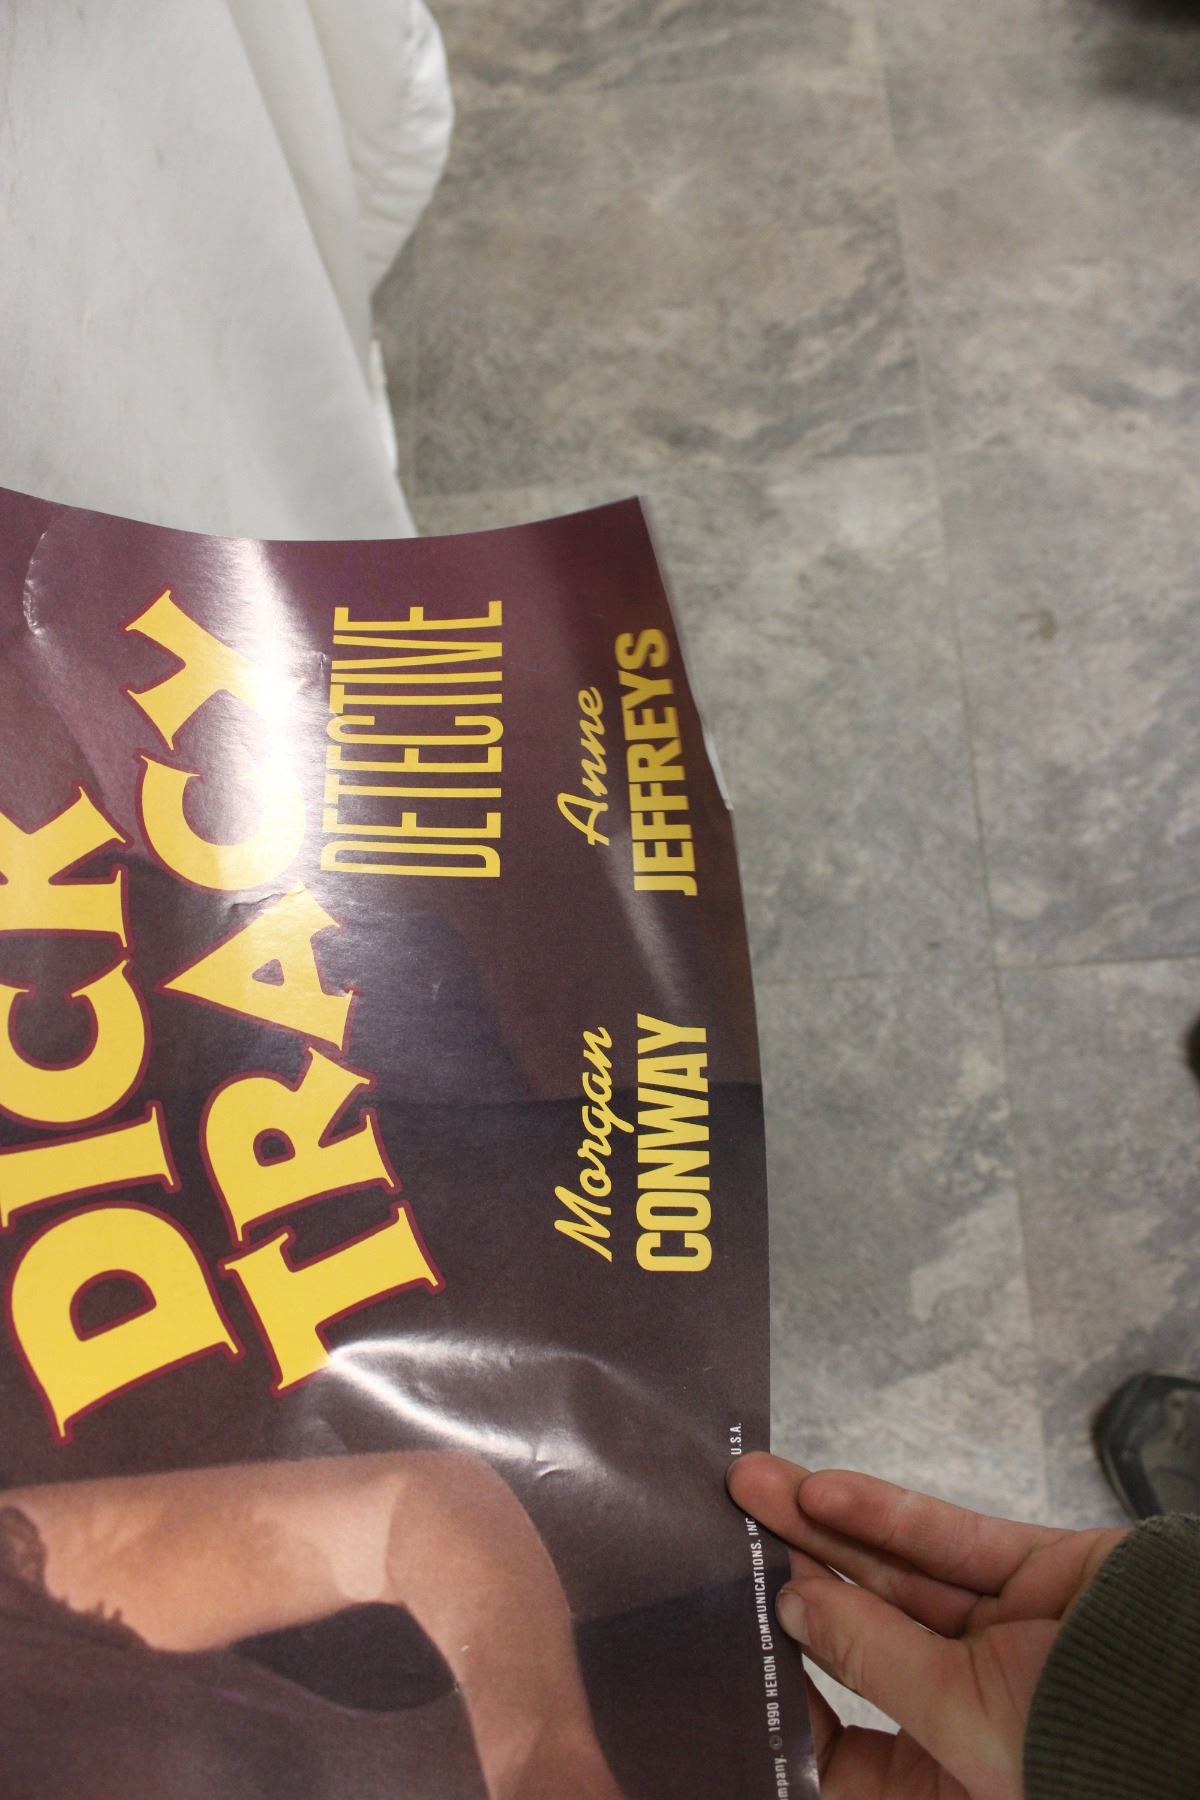 DICK
TRACY
DETECTIVE
Morgan
CONWAY
Anne
JEFFREYS
© 1990 HERON COMMUNICATIONS, INC.
U.S.A.